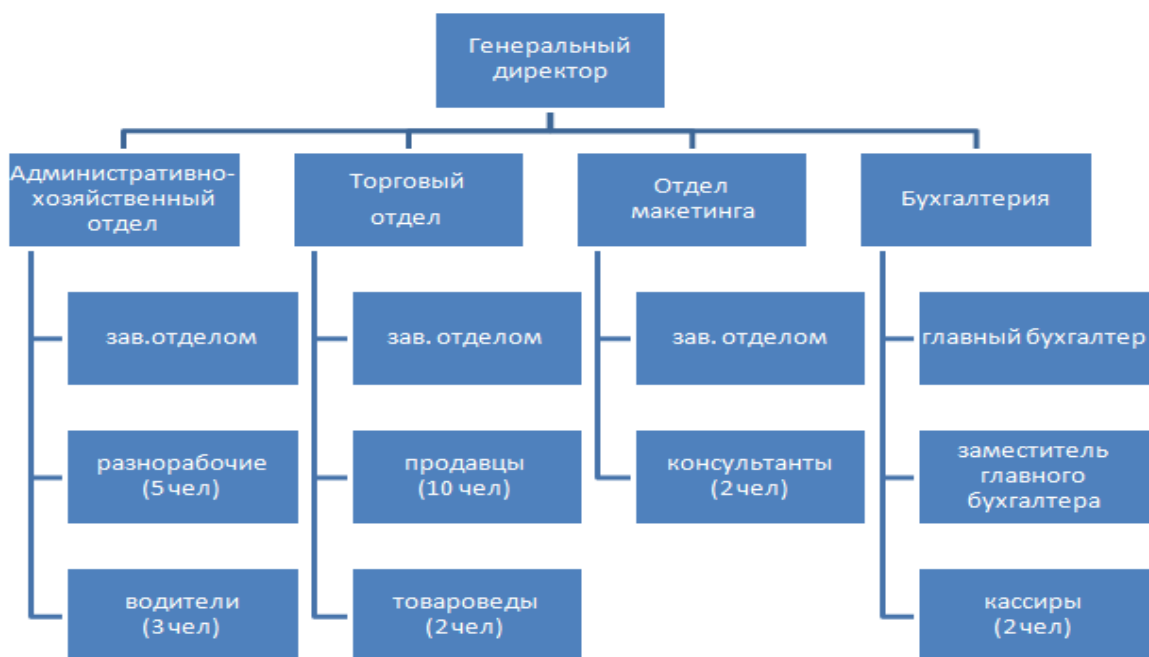 Генеральный
директор
Административно-
хозяйственный
отдел
Торговый
отдел
Отдел
макетинга
Бухгалтерия
зав.отделом
зав. отделом
зав. отделом
главный бухгалтер
разнорабочие
(5 чел)
продавцы
(10 чел)
консультанты
(2 чел)
заместитель
главного
бухгалтера
водители
(3 чел)
товароведы
(2 чел)
кассиры
(2 чел)